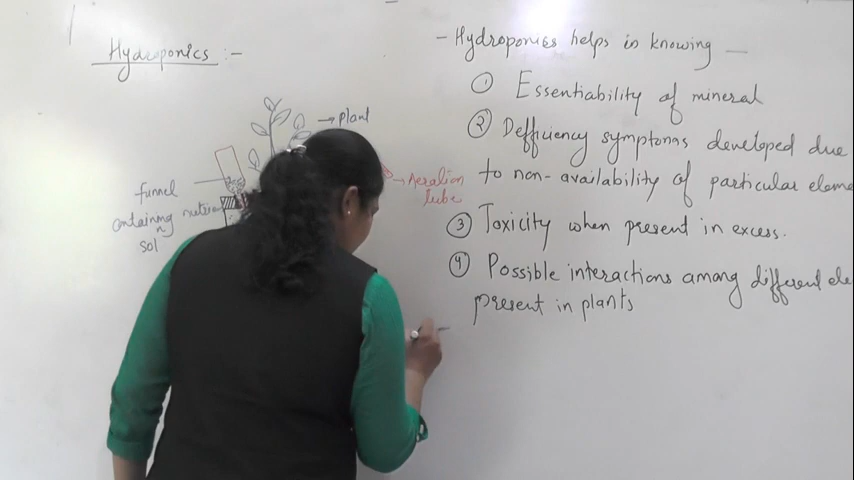 Hydroponics :-
→ plant
→ Aeration
tube
funnel
containing
sol
- Hydroponics helps in knowing —
① Essentiability of mineral
② Defficiency symptoms developed due
to non-availability of particular eleme
③ Toxicity when present in excess.
④ Possible interactions among different ele
present in plants